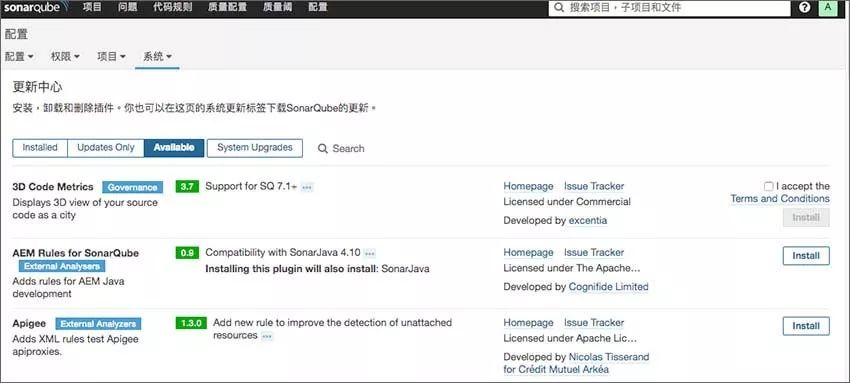 sonarqube 项目 问题 代码规则 质量配置 质量阈 配置 搜索项目，子项目和文件 ? A
配置
配置 权限 项目 系统
更新中心
安装，卸载和删除插件。你也可以在这页的系统更新标签下载SonarQube的更新。
Installed Updates Only Available System Upgrades Search
3D Code Metrics Governance 3.7 Support for SQ 7.1+ ... Homepage Issue Tracker I accept the
Displays 3D view of your source Licensed under Commercial Terms and Conditions
code as a city Developed by excentia Install
AEM Rules for SonarQube 0.9 Compatibility with SonarJava 4.10 ... Homepage Issue Tracker Install
External Analysers Installing this plugin will also install: SonarJava Licensed under The Apache...
Adds rules for AEM Java Developed by Cognifide Limited
development
Apigee External Analyzers 1.3.0 Add new rule to improve the detection of unattached Homepage Issue Tracker Install
Adds XML rules test Apigee resources ... Licensed under Apache Lic...
apiproxies. Developed by Nicolas Tisserand
for Crédit Mutuel Arkéa